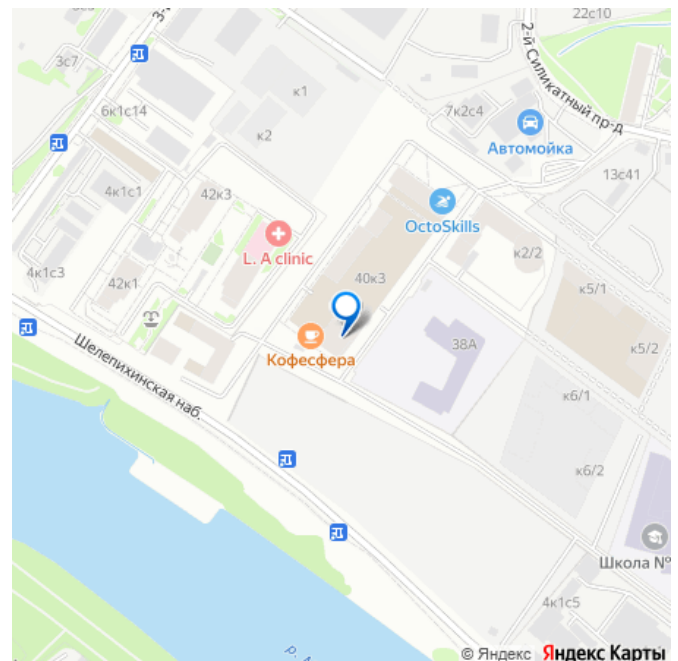 22с10
3с7
3-
2-й Силикатный пр-д
к1
6к1с14
7к2с4
к2
Автомойка
13с41
4к1с1
42к3
OctoSkills
L. A clinic
к2/2
4к1с3
42к1
40к3
к5/1
Шелепихинская наб.
Кофесфера
38А
к5/2
к6/1
к6/2
Школа №
4к1с5
© Яндекс Яндекс Карты